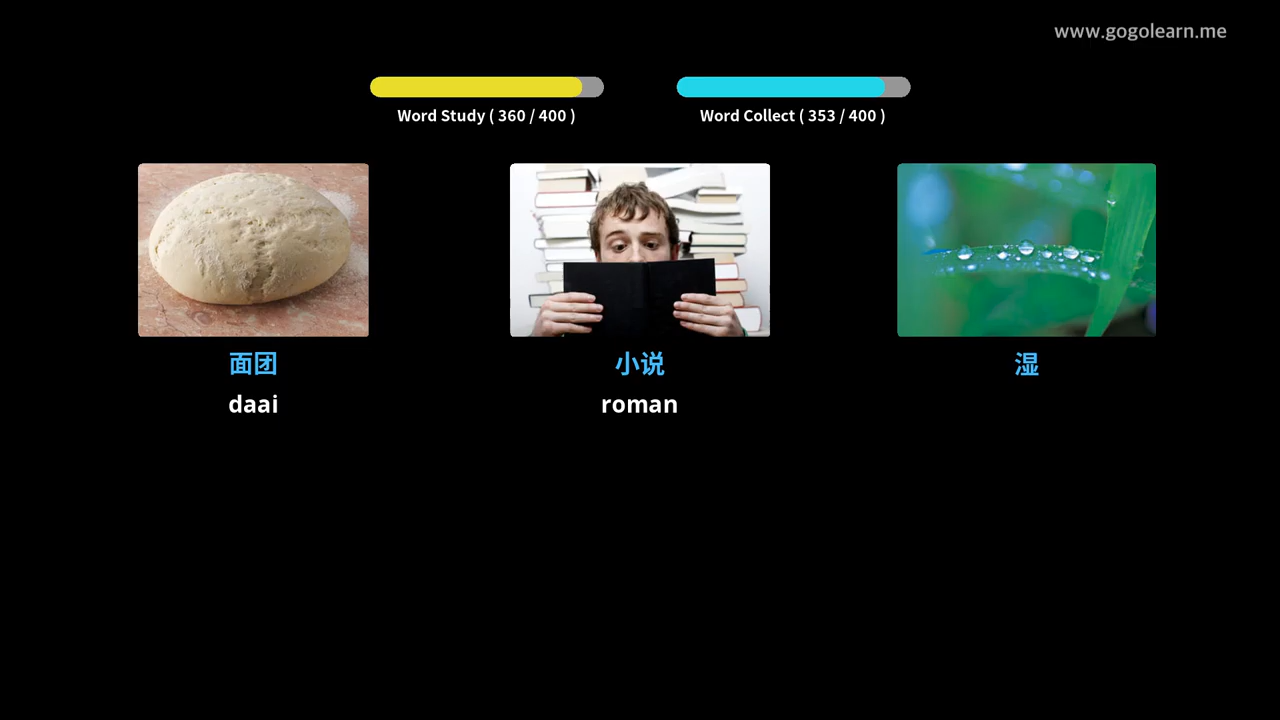 www.gogolearn.me
Word Study ( 360 / 400 )
Word Collect ( 353 / 400 )
面团
小说
湿
daai
roman